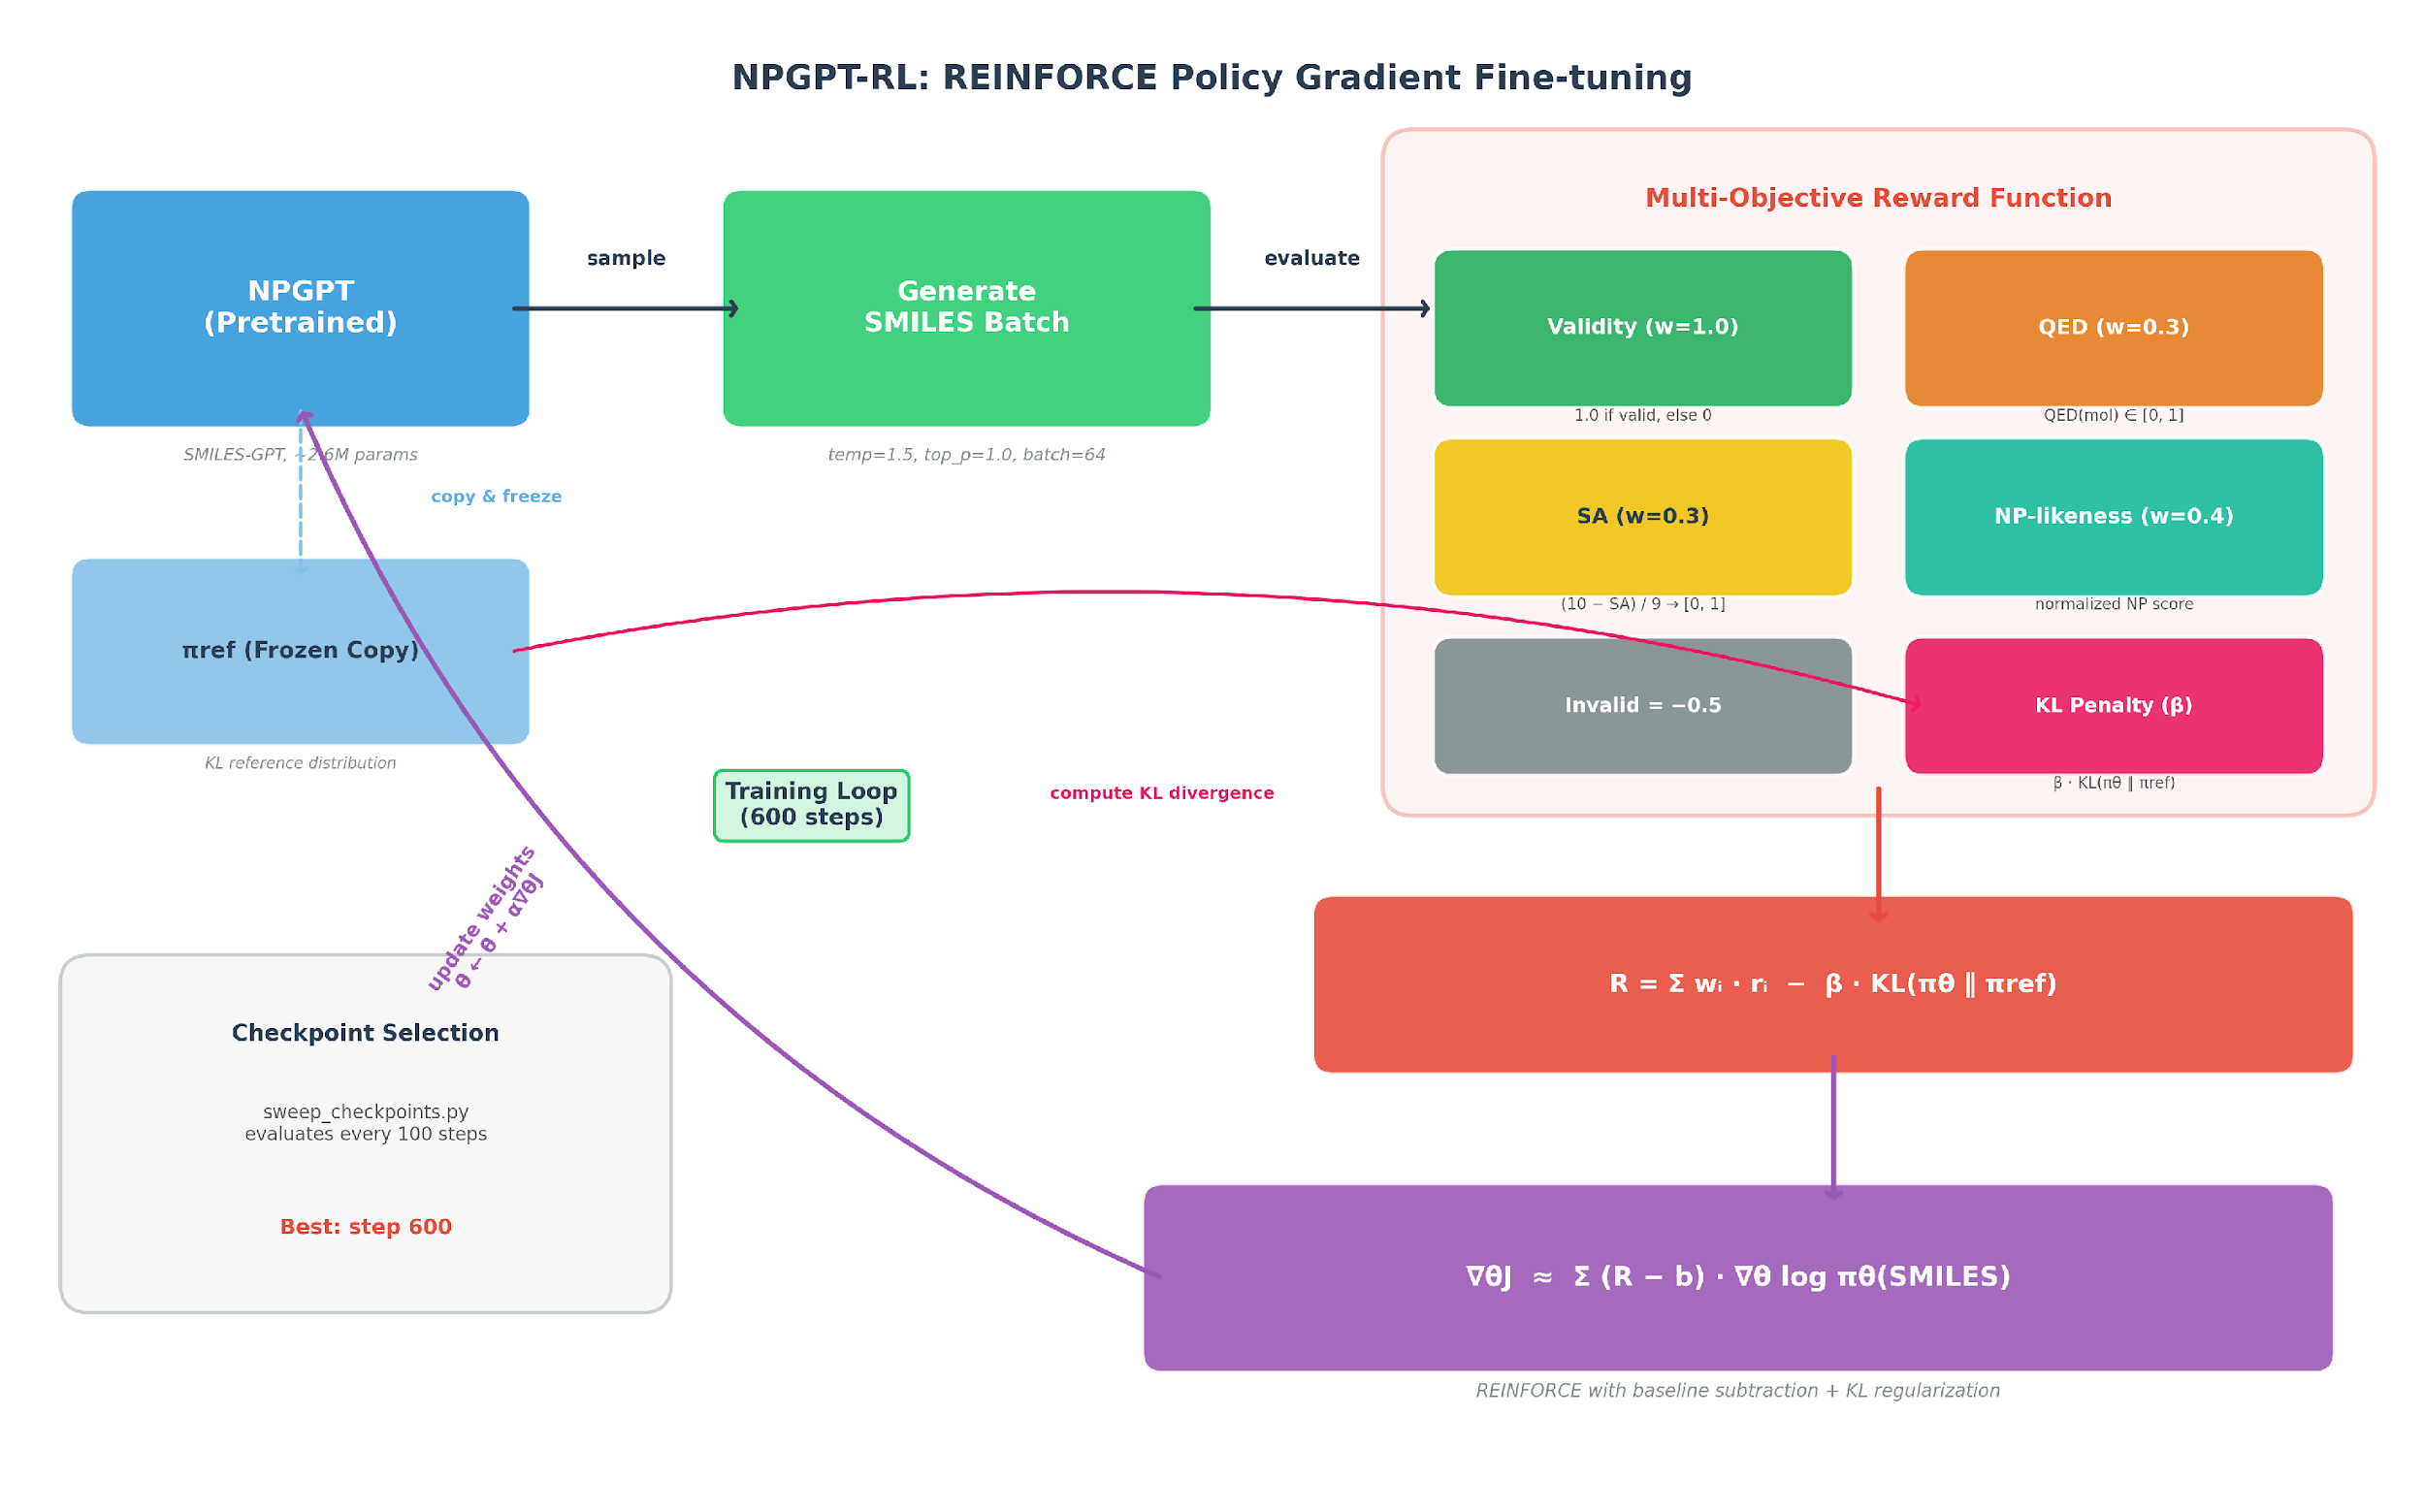 NPGPT-RL: REINFORCE Policy Gradient Fine-tuning
NPGPT
(Pretrained)
SMILES-GPT, ~2.6M params
sample
Generate
SMILES Batch
temp=1.5, top_p=1.0, batch=64
evaluate
Multi-Objective Reward Function
Validity (w=1.0)
1.0 if valid, else 0
QED (w=0.3)
QED(mol) ∈ [0, 1]
SA (w=0.3)
(10 − SA) / 9 → [0, 1]
NP-likeness (w=0.4)
normalized NP score
Invalid = −0.5
KL Penalty (β)
β · KL(πθ ∥ πref)
copy & freeze
πref (Frozen Copy)
KL reference distribution
Training Loop
(600 steps)
compute KL divergence
update weights
θ ← θ + α∇θJ
R = Σ wᵢ · rᵢ − β · KL(πθ ∥ πref)
Checkpoint Selection
sweep_checkpoints.py
evaluates every 100 steps
Best: step 600
∇θJ ≈ Σ (R − b) · ∇θ log πθ(SMILES)
REINFORCE with baseline subtraction + KL regularization